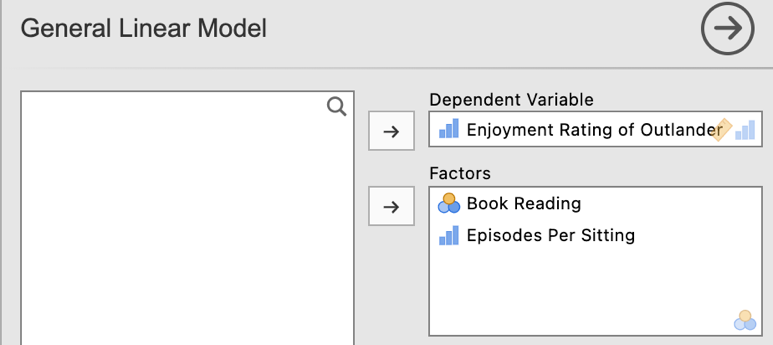 General Linear Model
Dependent Variable
Enjoyment Rating of Outlander
Factors
Book Reading
Episodes Per Sitting